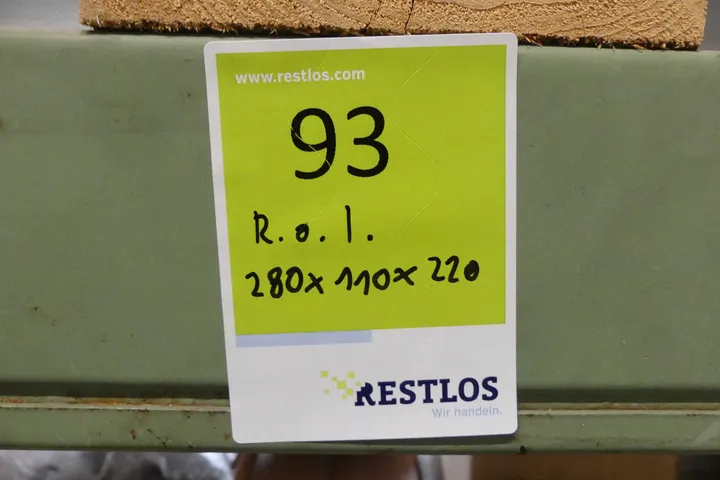 www.restlos.com
93
R.o.l.
280x110x220
RESTLOS
Wir handeln.